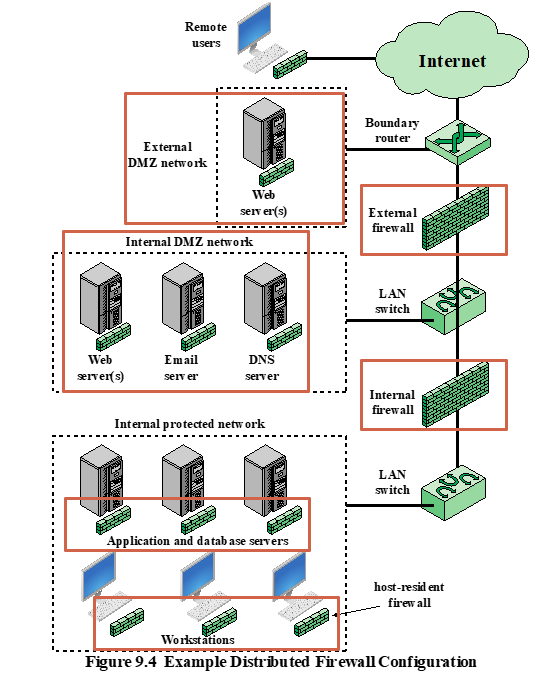 Remote
users
Internet
Boundary
router
External
DMZ network
Web
server(s)
External
firewall
Internal DMZ network
LAN
switch
Web
server(s)
Email
server
DNS
server
Internal
firewall
Internal protected network
LAN
switch
Application and database servers
host-resident
firewall
Workstations
Figure 9.4 Example Distributed Firewall Configuration